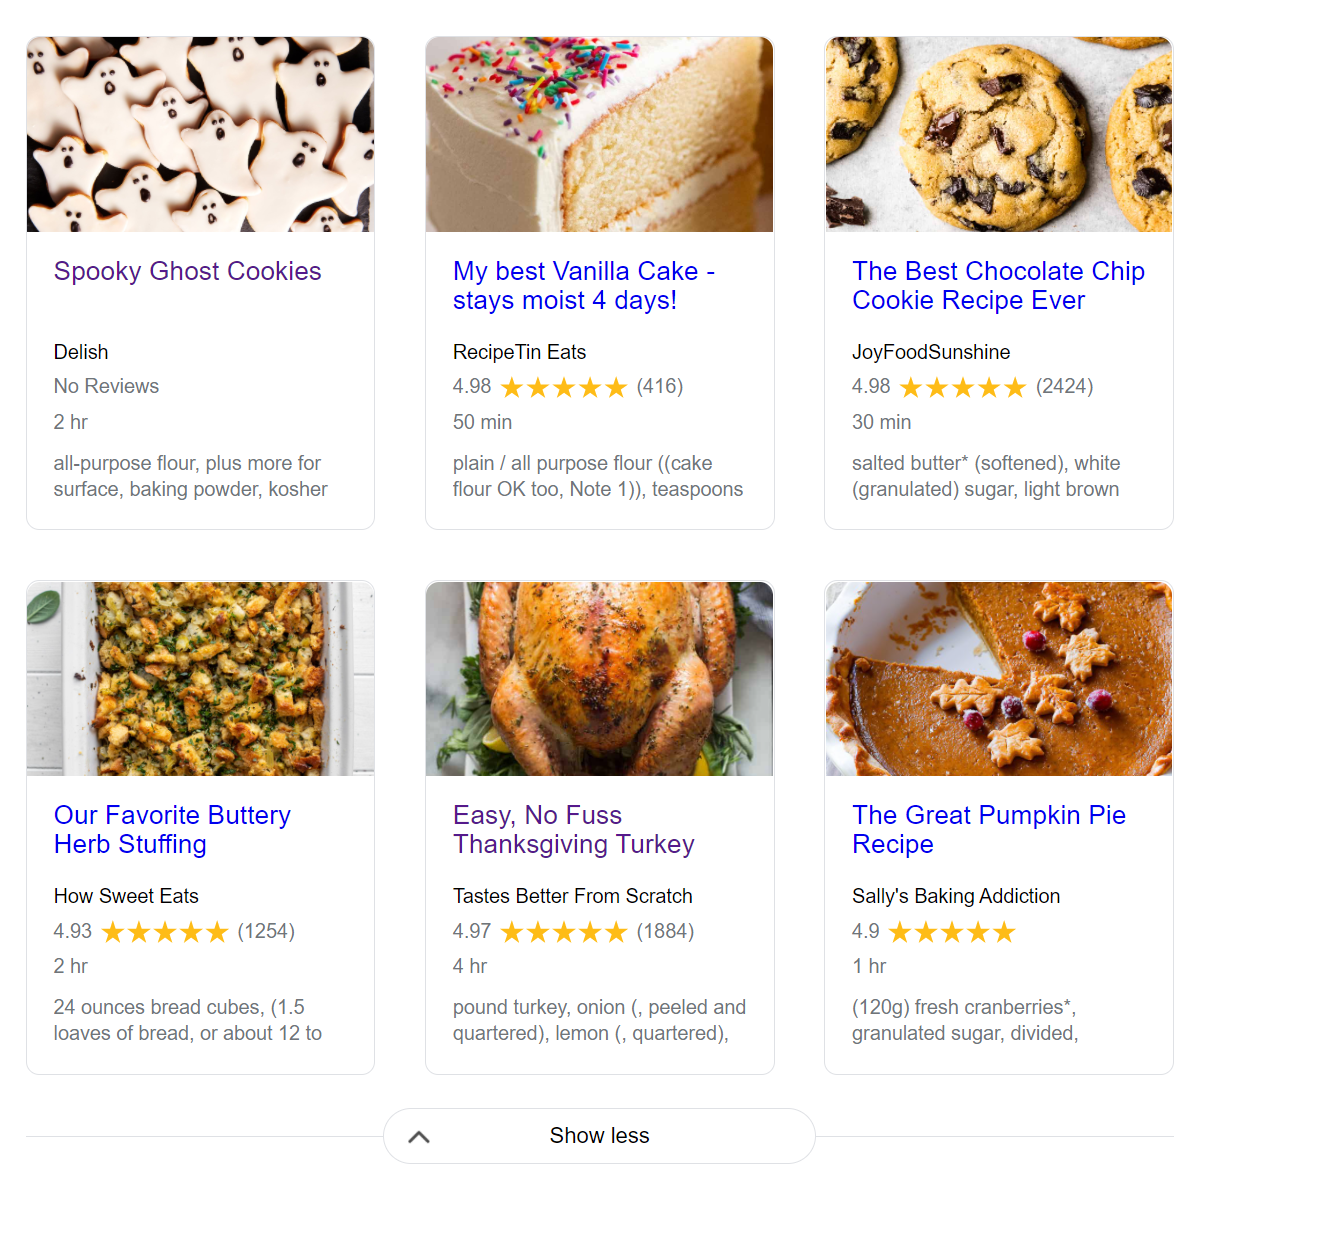 Spooky Ghost Cookies
Delish
No Reviews
2 hr
all-purpose flour, plus more for
surface, baking powder, kosher
My best Vanilla Cake -
stays moist 4 days!
RecipeTin Eats
4.98 ★★★★★ (416)
50 min
plain / all purpose flour ((cake
flour OK too, Note 1)), teaspoons
The Best Chocolate Chip
Cookie Recipe Ever
JoyFoodSunshine
4.98 ★★★★★ (2424)
30 min
salted butter* (softened), white
(granulated) sugar, light brown
Our Favorite Buttery
Herb Stuffing
How Sweet Eats
4.93 ★★★★★ (1254)
2 hr
24 ounces bread cubes, (1.5
loaves of bread, or about 12 to
Easy, No Fuss
Thanksgiving Turkey
Tastes Better From Scratch
4.97 ★★★★★ (1884)
4 hr
pound turkey, onion (, peeled and
quartered), lemon (, quartered),
The Great Pumpkin Pie
Recipe
Sally's Baking Addiction
4.9 ★★★★★
1 hr
(120g) fresh cranberries*,
granulated sugar, divided,
Show less